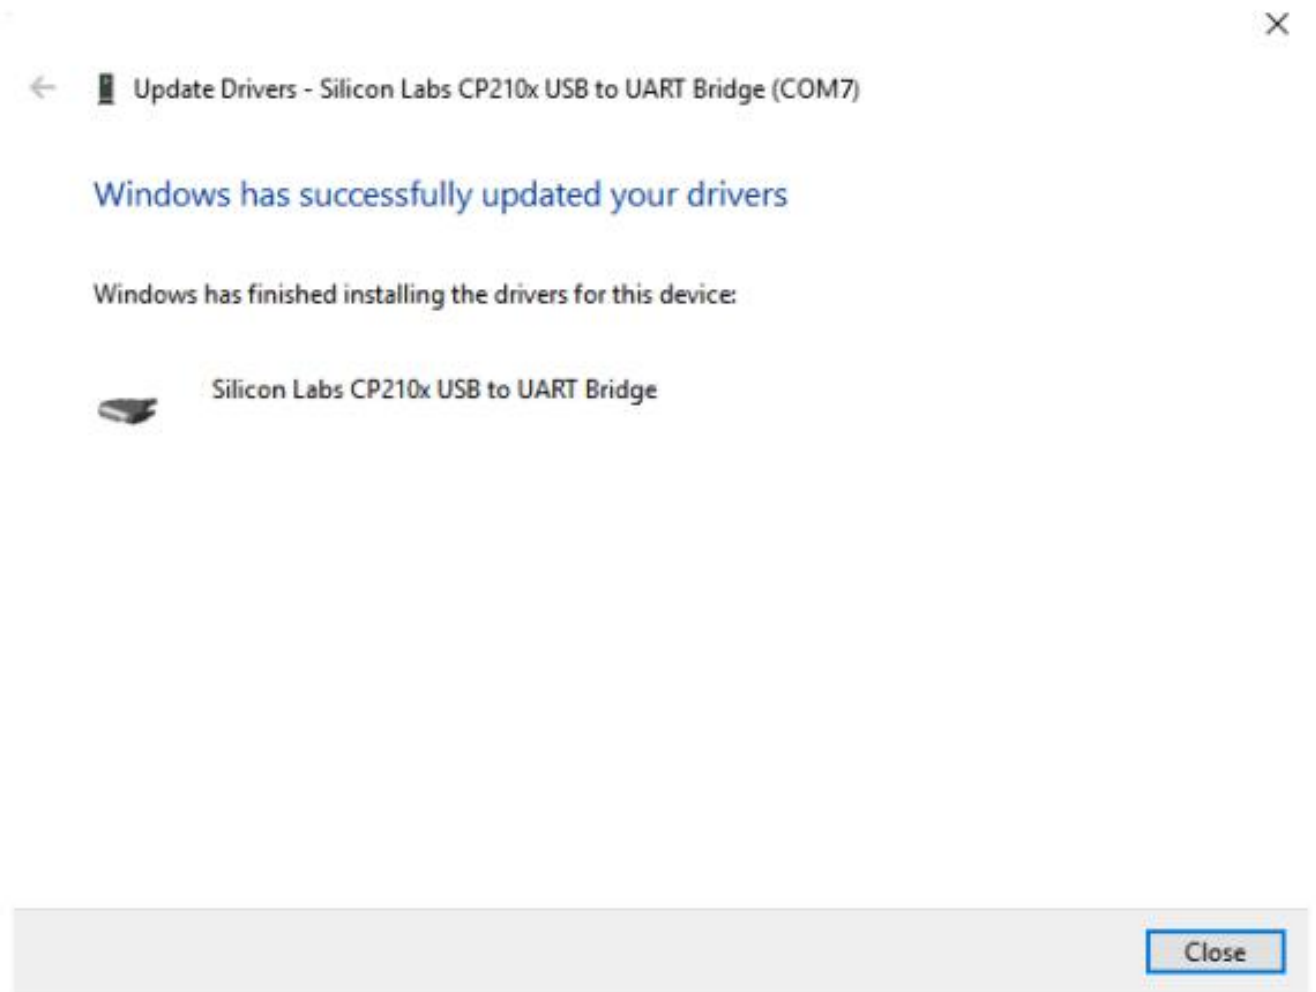 Update Drivers - Silicon Labs CP210x USB to UART Bridge (COM7)
Windows has successfully updated your drivers
Windows has finished installing the drivers for this device:
Silicon Labs CP210x USB to UART Bridge
Close